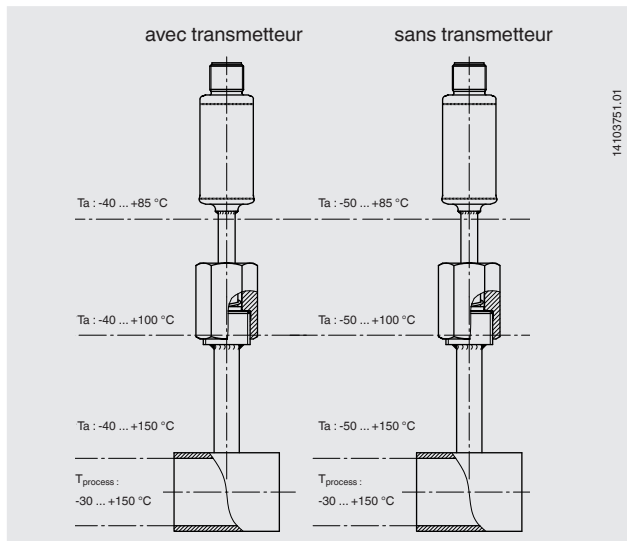 avec transmetteur
sans transmetteur
14103751.01
Ta : -40 ... +85 °C
Ta : -50 ... +85 °C
Ta : -40 ... +100 °C
Ta : -50 ... +100 °C
Ta : -40 ... +150 °C
Ta : -50 ... +150 °C
Tprocess :
-30 ... +150 °C
Tprocess :
-30 ... +150 °C